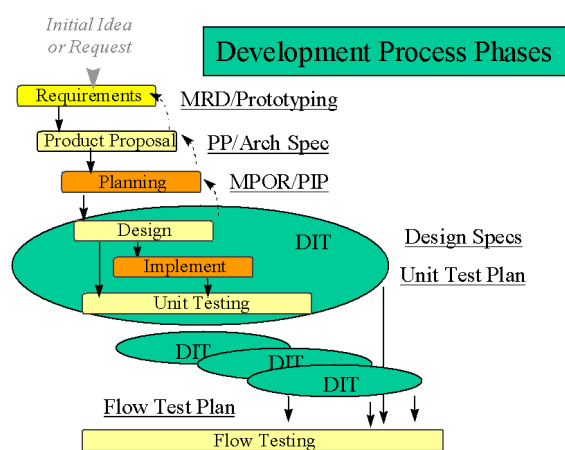 Initial Idea
or Request
Development Process Phases
Requirements
MRD/Prototyping
Product Proposal
PP/Arch Spec
Planning
MPOR/PIP
Design
DIT
Design Specs
Implement
Unit Test Plan
Unit Testing
DIT
DIT
DIT
Flow Test Plan
Flow Testing